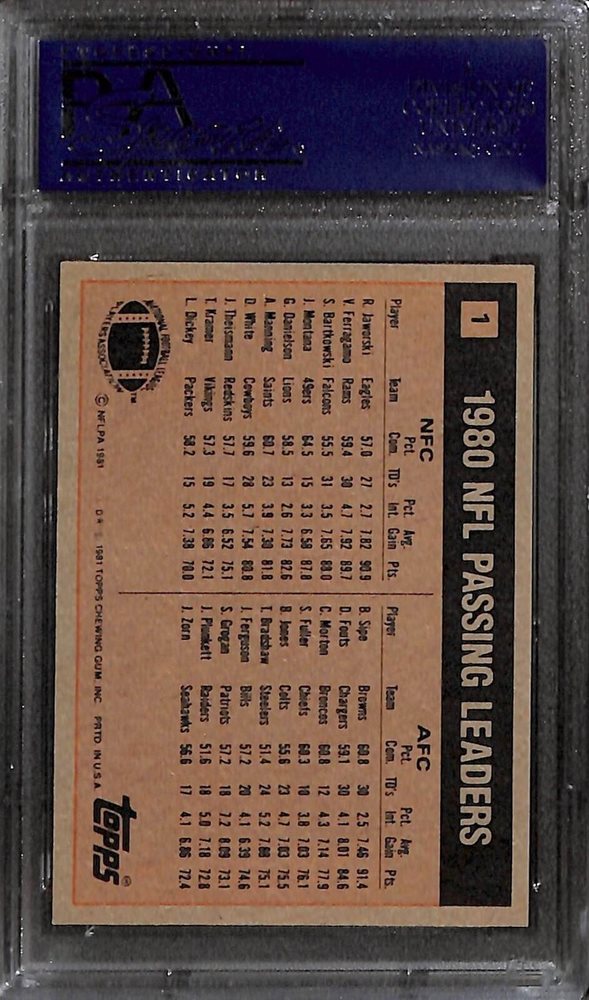 1
1980 NFL PASSING LEADERS
NFC
Player Team Pct. Com. TD's Pct. Int. Avg. Gain Pts.
R. Jaworski Eagles 57.0 27 2.7 7.82 90.9
V. Ferragamo Rams 59.4 30 4.7 7.92 89.7
S. Bartkowski Falcons 55.5 31 3.5 7.65 88.0
J. Montana 49ers 64.5 15 3.3 6.58 87.8
G. Danielson Lions 58.5 13 2.6 7.73 82.6
A. Manning Saints 60.7 23 3.9 7.30 81.8
D. White Cowboys 59.6 28 5.7 7.54 80.8
J. Theismann Redskins 57.7 17 3.5 6.52 75.1
T. Kramer Vikings 57.3 19 4.4 6.86 72.1
L. Dickey Packers 58.2 15 5.2 7.38 70.0
AFC
Player Team Pct. Com. TD's Pct. Int. Avg. Gain Pts.
B. Sipe Browns 60.8 30 2.5 7.46 91.4
D. Fouts Chargers 59.1 30 4.1 8.01 84.6
C. Morton Broncos 60.8 12 4.3 7.14 77.9
S. Fuller Chiefs 60.3 10 3.8 7.03 76.1
B. Jones Colts 55.6 23 4.7 7.03 75.5
T. Bradshaw Steelers 51.4 24 5.2 7.88 75.1
J. Ferguson Bills 57.2 20 4.1 6.39 74.6
S. Grogan Patriots 57.2 18 7.2 8.09 73.1
J. Plunkett Raiders 51.6 18 5.0 7.18 72.8
J. Zorn Seahawks 56.6 17 4.1 6.86 72.4
NATIONAL FOOTBALL LEAGUE
PLAYERS ASSOCIATION
TM
© NFLPA 1981
1981 TOPPS CHEWING GUM, INC. PRTD. IN U.S.A.
topps®